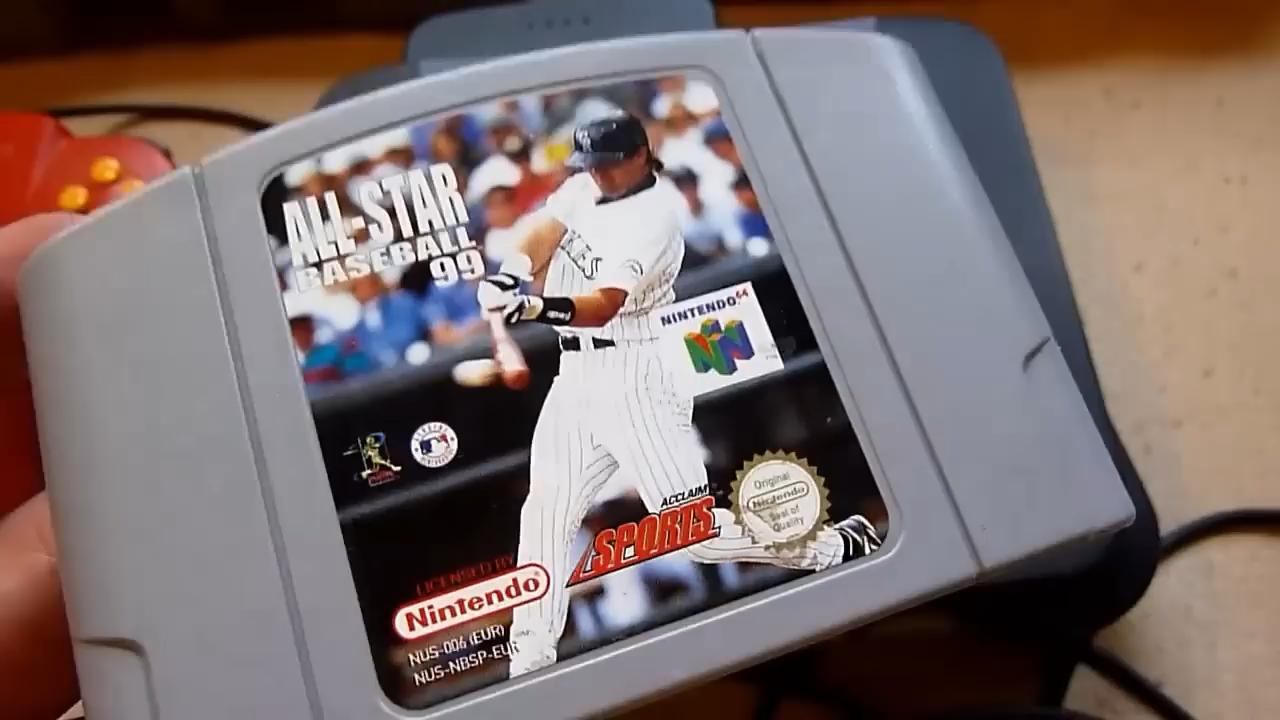 ALL-STAR
BASEBALL
99
NINTENDO64
ACCLAIM
SPORTS
Original
Nintendo
Seal of
Quality
LICENSED BY
Nintendo
NUS-006 (EUR)
NUS-NBSP-EUR